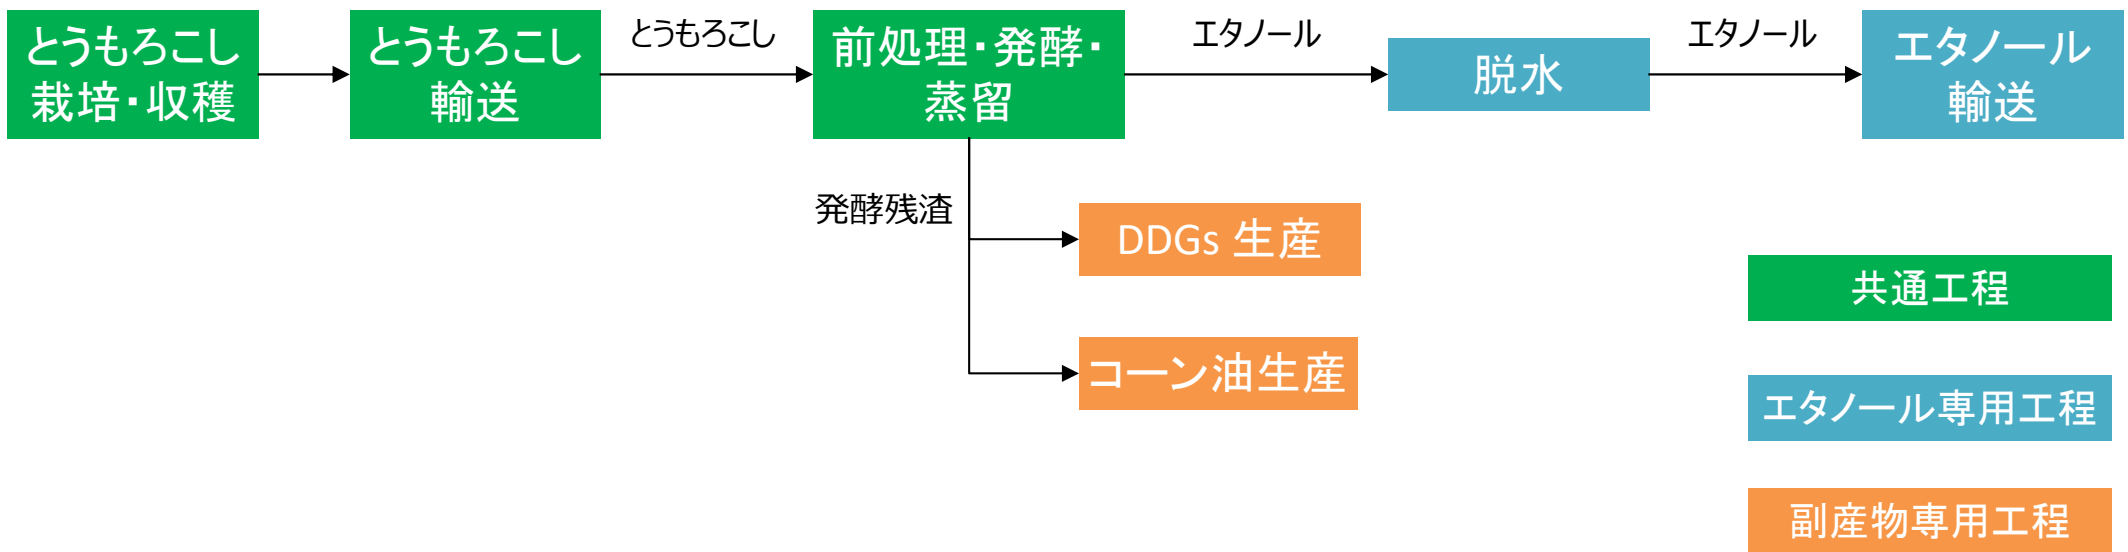 とうもろこし
栽培・収穫
とうもろこし
輸送
とうもろこし
前処理・発酵・
蒸留
エタノール
脱水
エタノール
エタノール
輸送
発酵残渣
DDGs 生産
コーン油生産
共通工程
エタノール専用工程
副産物専用工程